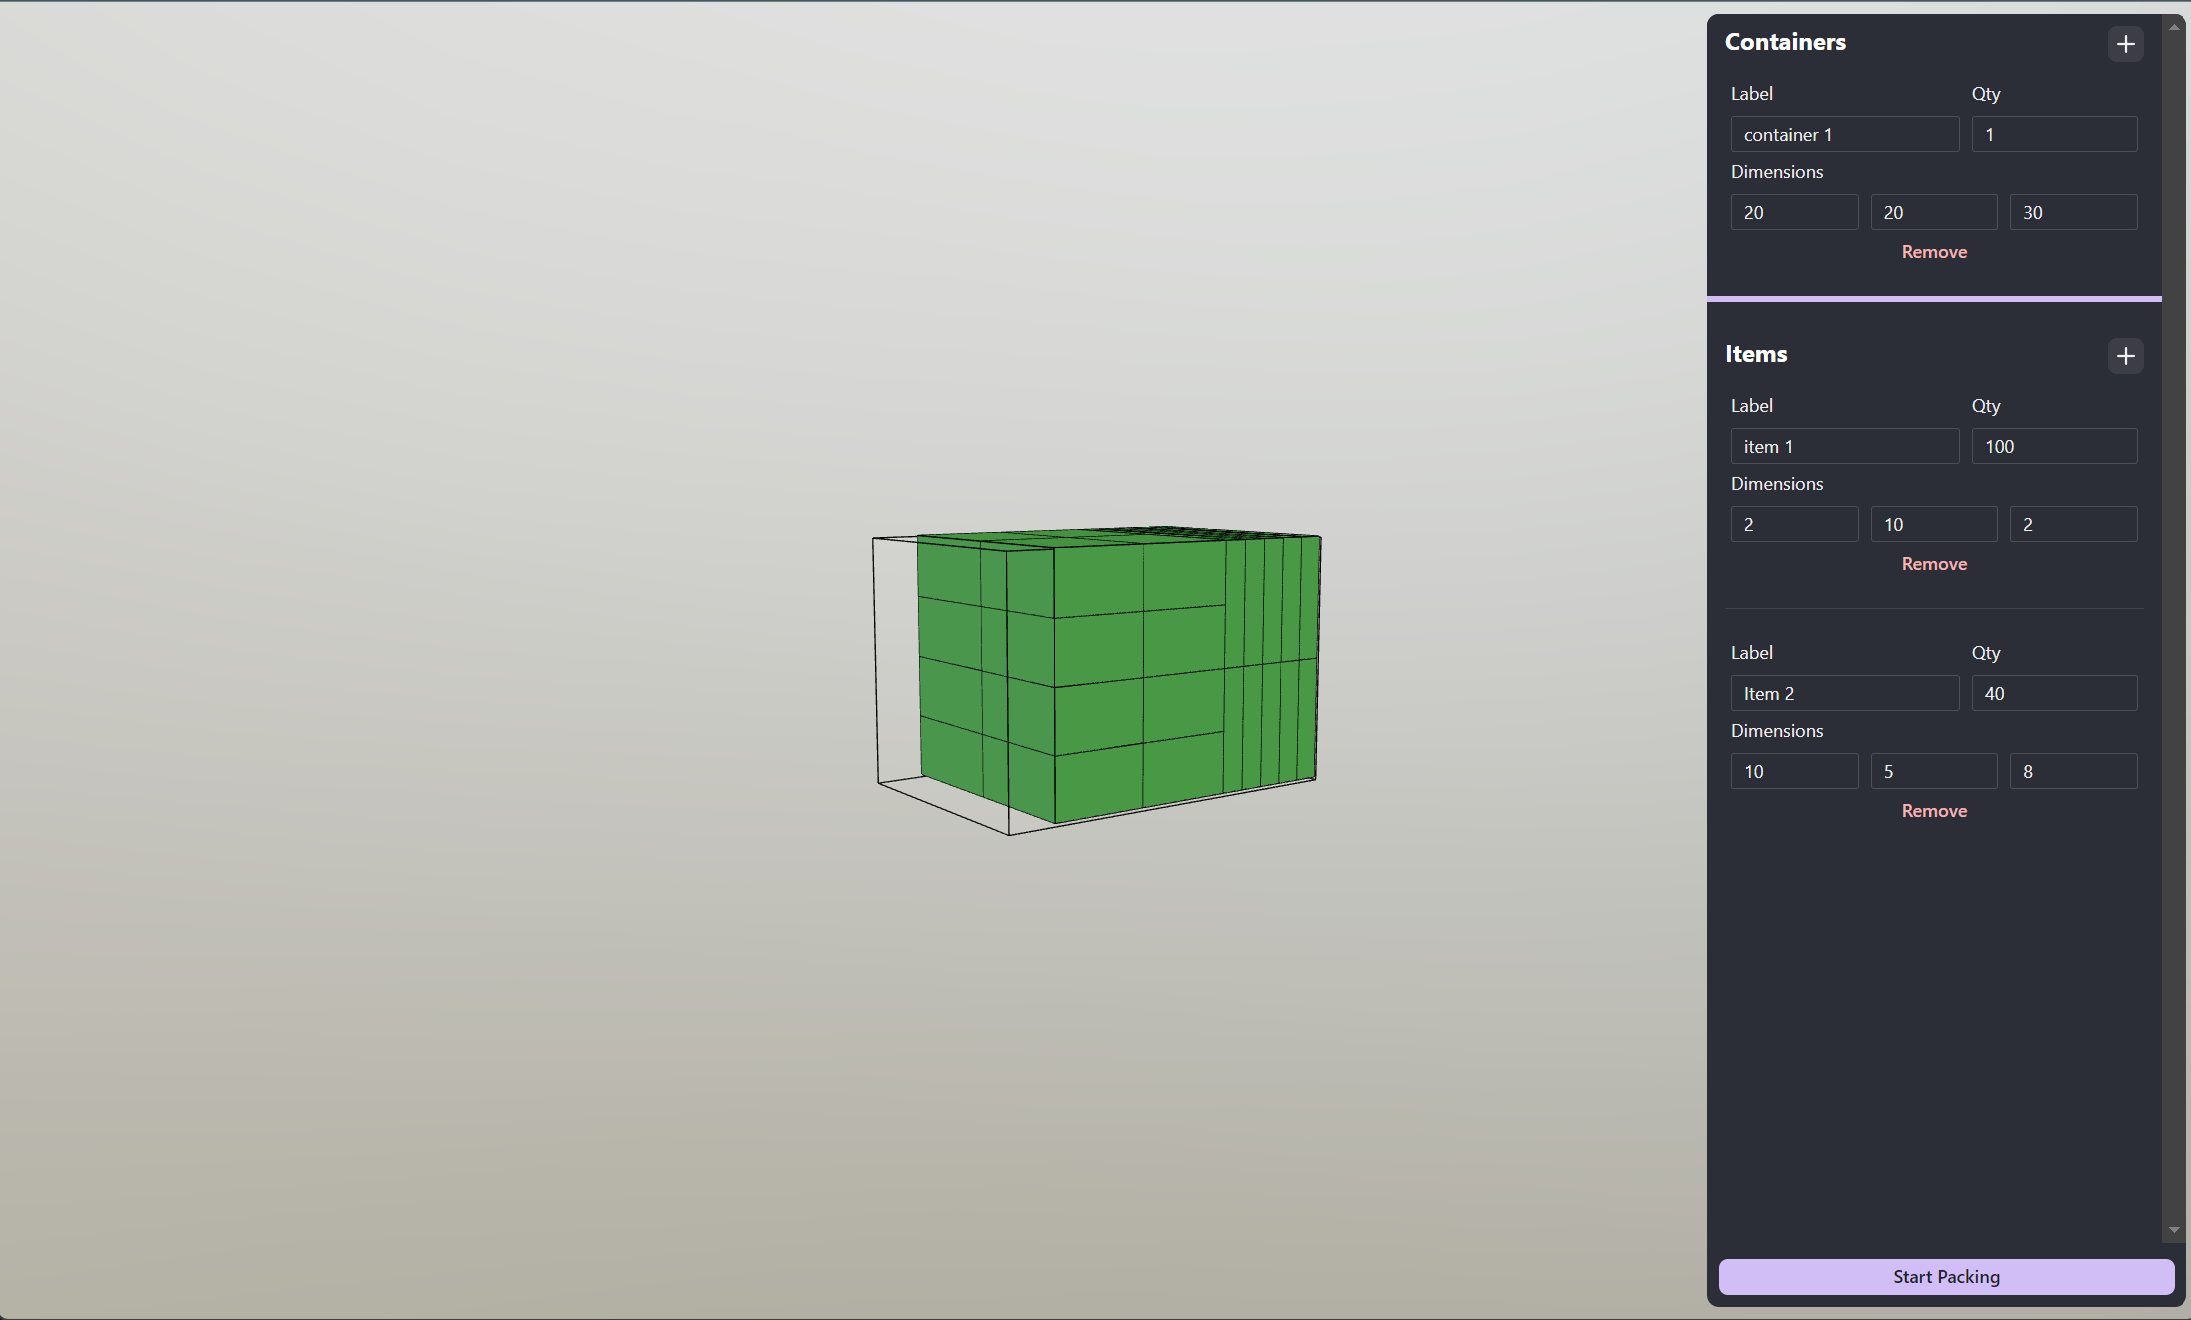 Containers
Label Qty
container 1 1
Dimensions
20 20 30
Remove
Items
Label Qty
item 1 100
Dimensions
2 10 2
Remove
Label Qty
Item 2 40
Dimensions
10 5 8
Remove
Start Packing